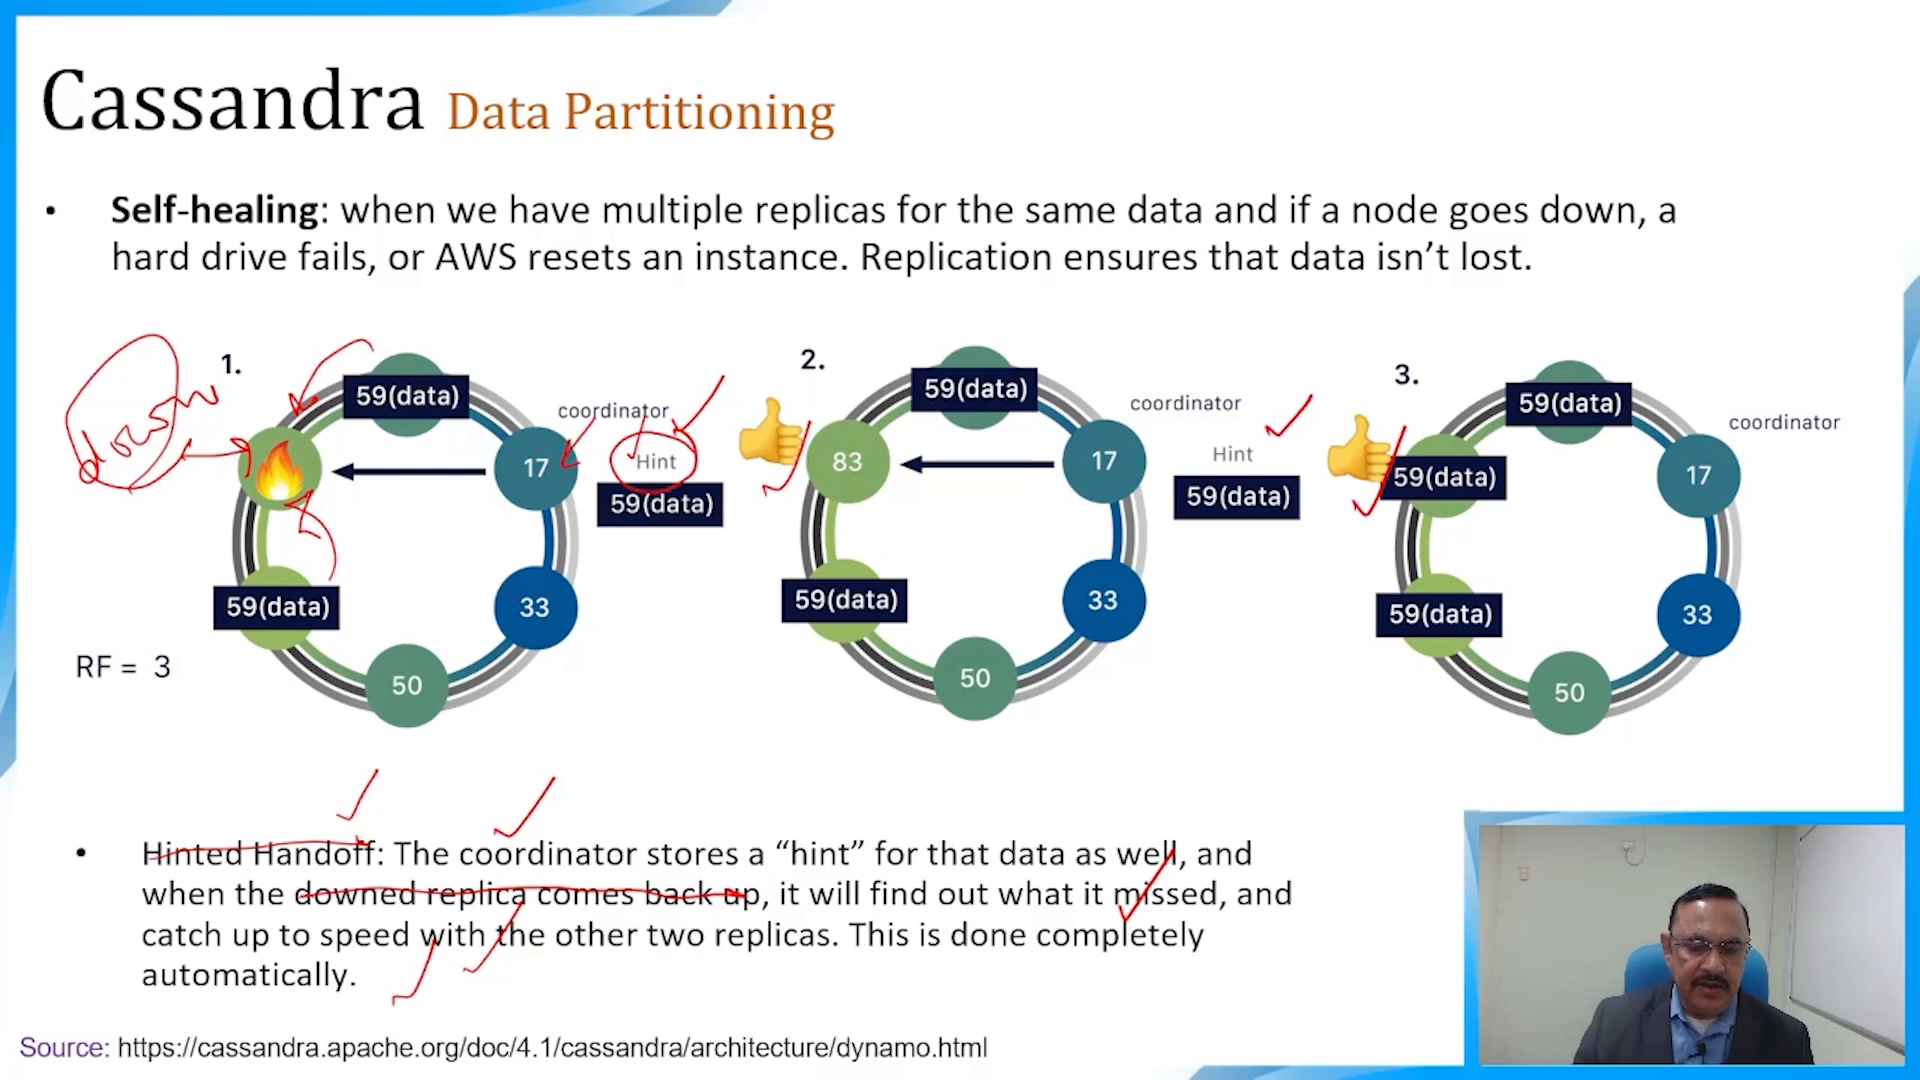 Cassandra Data Partitioning
• Self-healing: when we have multiple replicas for the same data and if a node goes down, a
hard drive fails, or AWS resets an instance. Replication ensures that data isn’t lost.
1.
59(data)
coordinator
down
17
Hint
59(data)
59(data)
33
50
RF = 3
2.
59(data)
coordinator
83
17
Hint
59(data)
59(data)
33
50
3.
59(data)
coordinator
59(data)
17
59(data)
33
50
• Hinted Handoff: The coordinator stores a “hint” for that data as well, and
when the downed replica comes back up, it will find out what it missed, and
catch up to speed with the other two replicas. This is done completely
automatically.
Source: https://cassandra.apache.org/doc/4.1/cassandra/architecture/dynamo.html